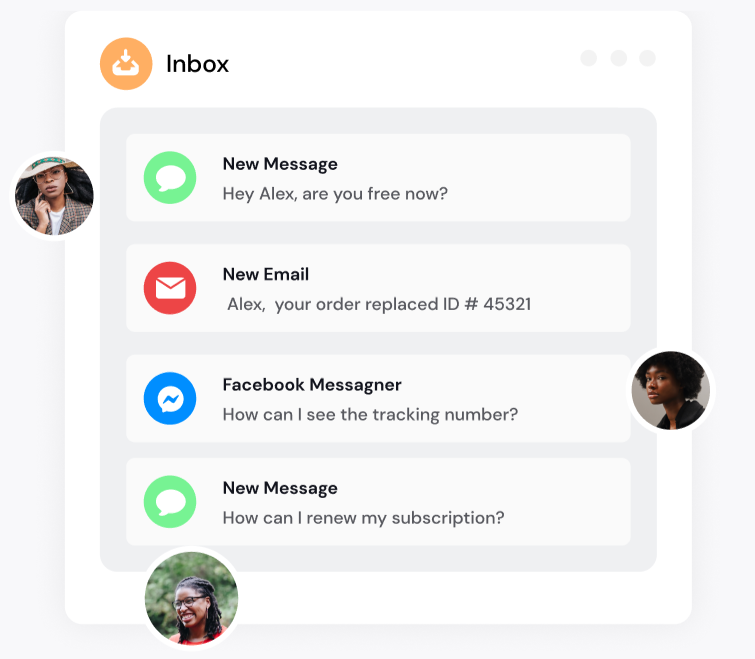 Inbox
New Message
Hey Alex, are you free now?
New Email
Alex,  your order replaced ID # 45321
Facebook Messagner
How can I see the tracking number?
New Message
How can I renew my subscription?